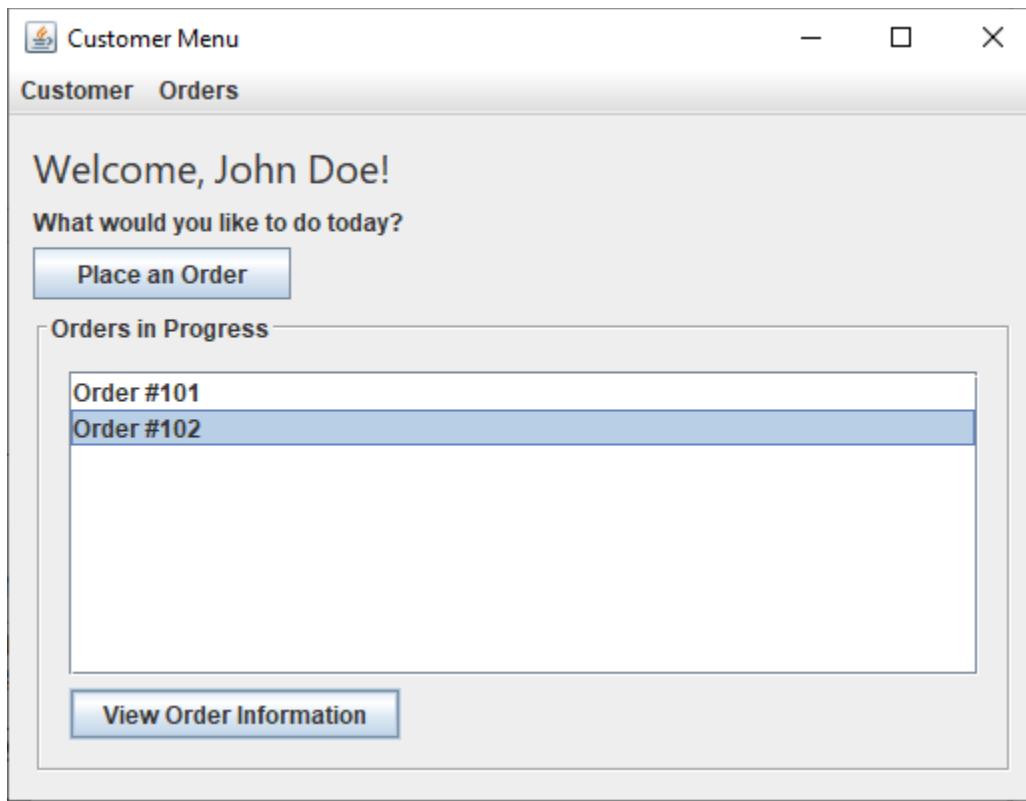 Customer Menu
Customer Orders
Welcome, John Doe!
What would you like to do today?
Place an Order
Orders in Progress
Order #101
Order #102
View Order Information